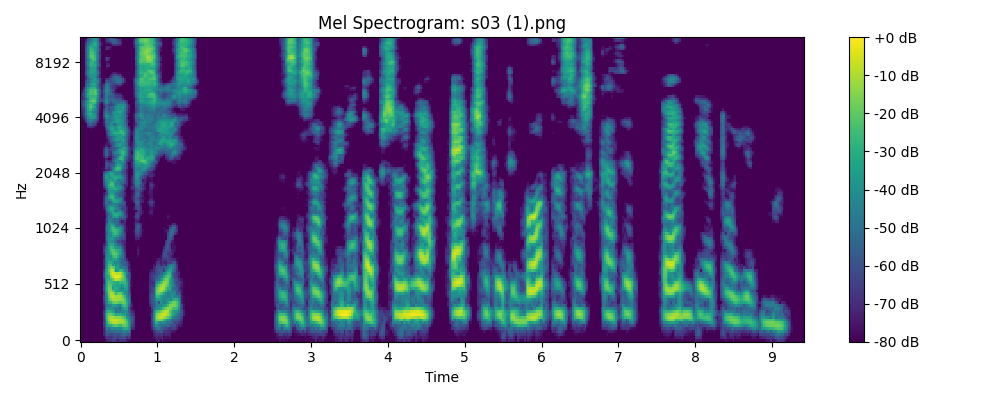 Mel Spectrogram: s03 (1).png
8192
4096
2048
1024
512
0
Hz
0 1 2 4 5 6 7 8 9
Time
+0 dB
-10 dB
-20 dB
-30 dB
-40 dB
-50 dB
-60 dB
-70 dB
-80 dB